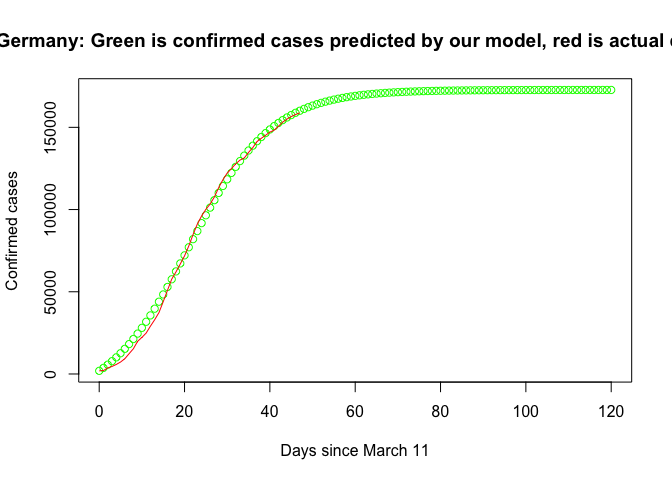 Germany: Green is confirmed cases predicted by our model, red is actual
Confirmed cases
150000
100000
50000
0
0 20 40 60 80 100 120
Days since March 11